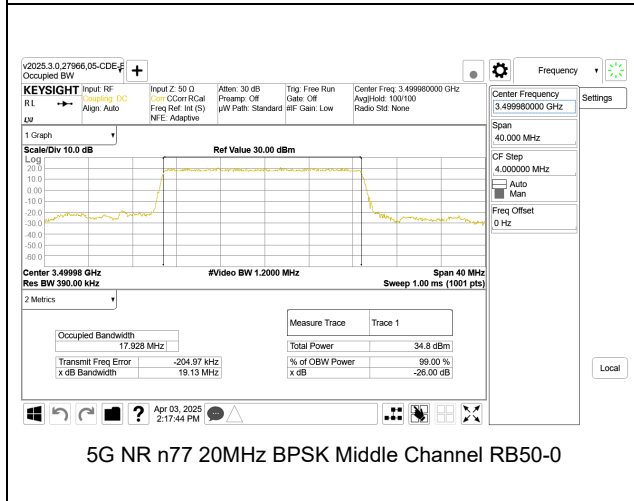 v2025.3.0,27966,05-CDE-E
Occupied BW
Frequency
KEYSIGHT Input: RF Input Z: 50 Ω Atten: 30 dB Trig: Free Run Center Freq: 3.499980000 GHz
RL Coupling: DC Corr CCorr RCal Preamp: Off Gate: Off Avg|Hold: 100/100
Align: Auto Freq Ref: Int (S) µW Path: Standard #IF Gain: Low Radio Std: None
NFE: Adaptive
LXI
Center Frequency
3.499980000 GHz
Settings
Span
40.000 MHz
CF Step
4.000000 MHz
Auto
Man
Freq Offset
0 Hz
Local
1 Graph
Scale/Div 10.0 dB Ref Value 30.00 dBm
Log
20.0
10.0
0.00
-10.0
-20.0
-30.0
-40.0
-50.0
-60.0
Center 3.49998 GHz #Video BW 1.2000 MHz Span 40 MHz
Res BW 390.00 kHz Sweep 1.00 ms (1001 pts)
2 Metrics
Measure Trace Trace 1
Occupied Bandwidth
17.928 MHz Total Power 34.8 dBm
Transmit Freq Error -204.97 kHz % of OBW Power 99.00 %
x dB Bandwidth 19.13 MHz x dB -26.00 dB
Apr 03, 2025
2:17:44 PM
5G NR n77 20MHz BPSK Middle Channel RB50-0